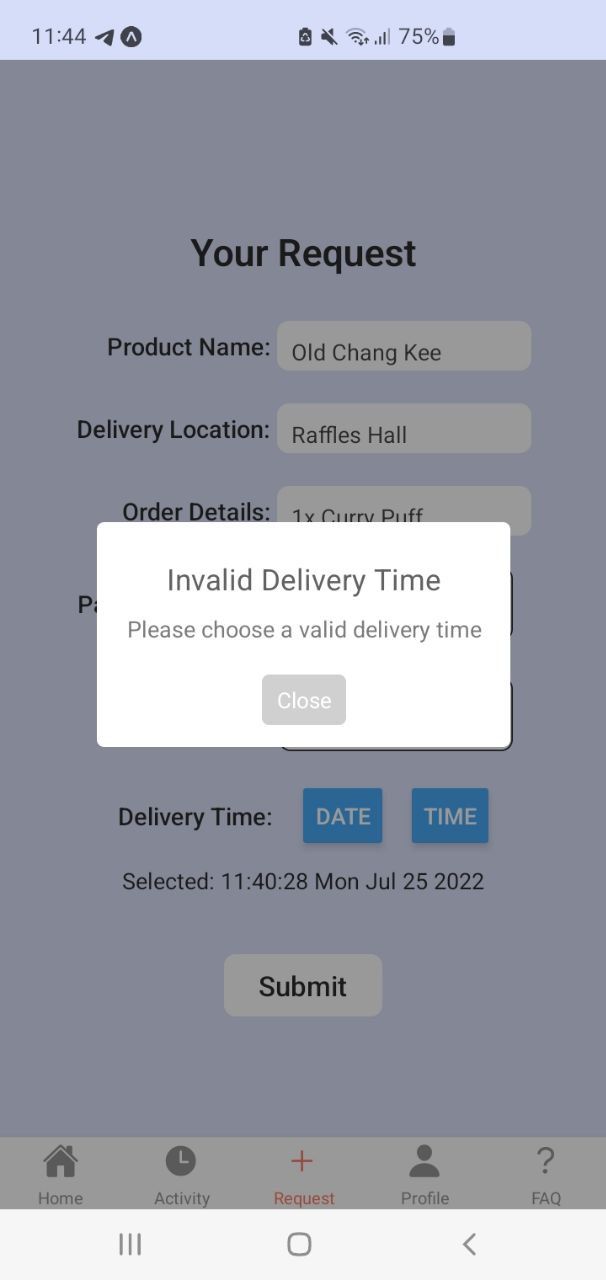 11:44 75%
Your Request
Product Name: Old Chang Kee
Delivery Location: Raffles Hall
Order Details: 1x Curry Puff
Invalid Delivery Time
Please choose a valid delivery time
Close
Delivery Time: DATE TIME
Selected: 11:40:28 Mon Jul 25 2022
Submit
Home Activity Request Profile FAQ